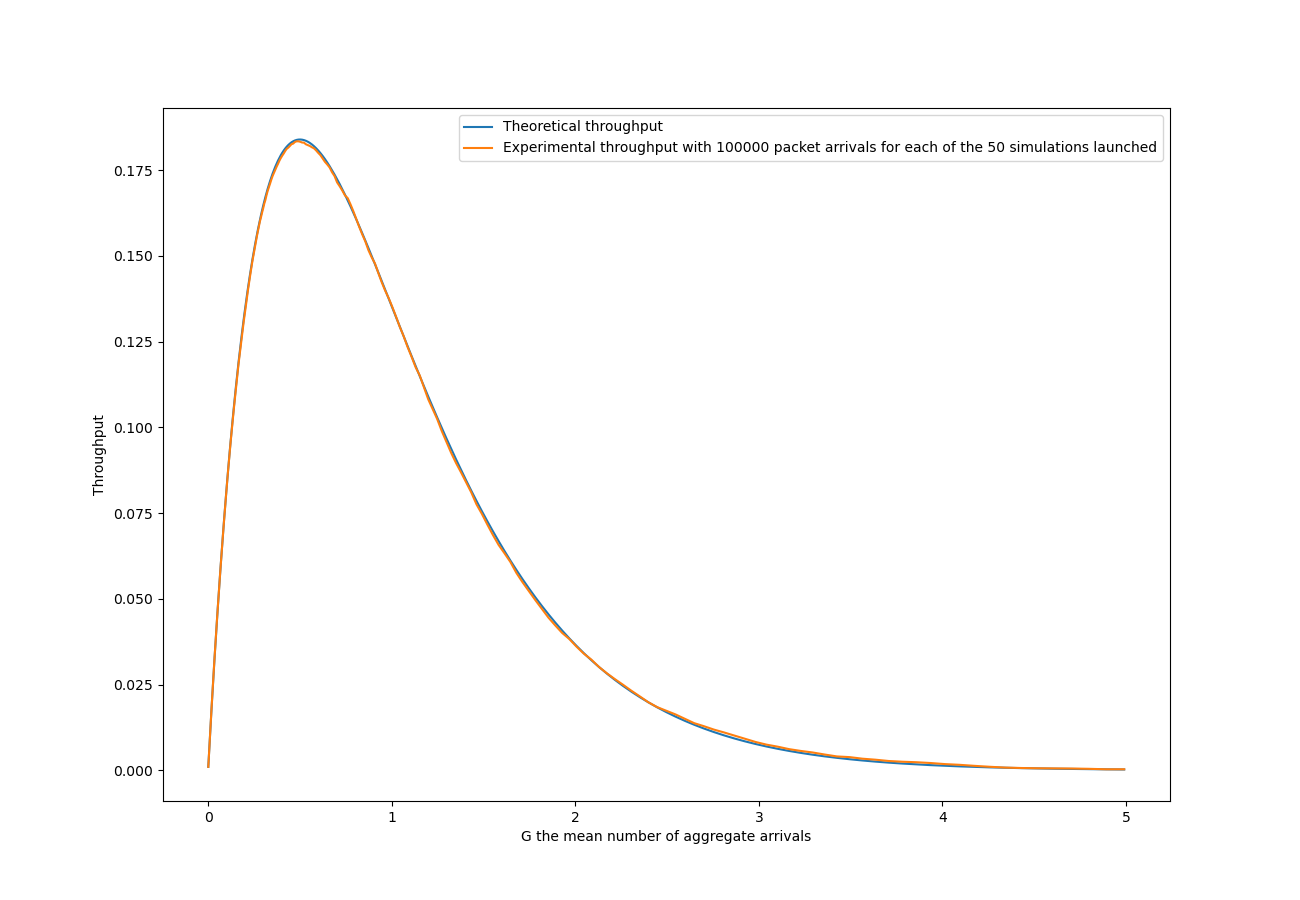 Theoretical throughput
Experimental throughput with 100000 packet arrivals for each of the 50 simulations launched
0.175
0.150
0.125
0.100
0.075
0.050
0.025
0.000
Throughput
0 1 2 3 4 5
G the mean number of aggregate arrivals